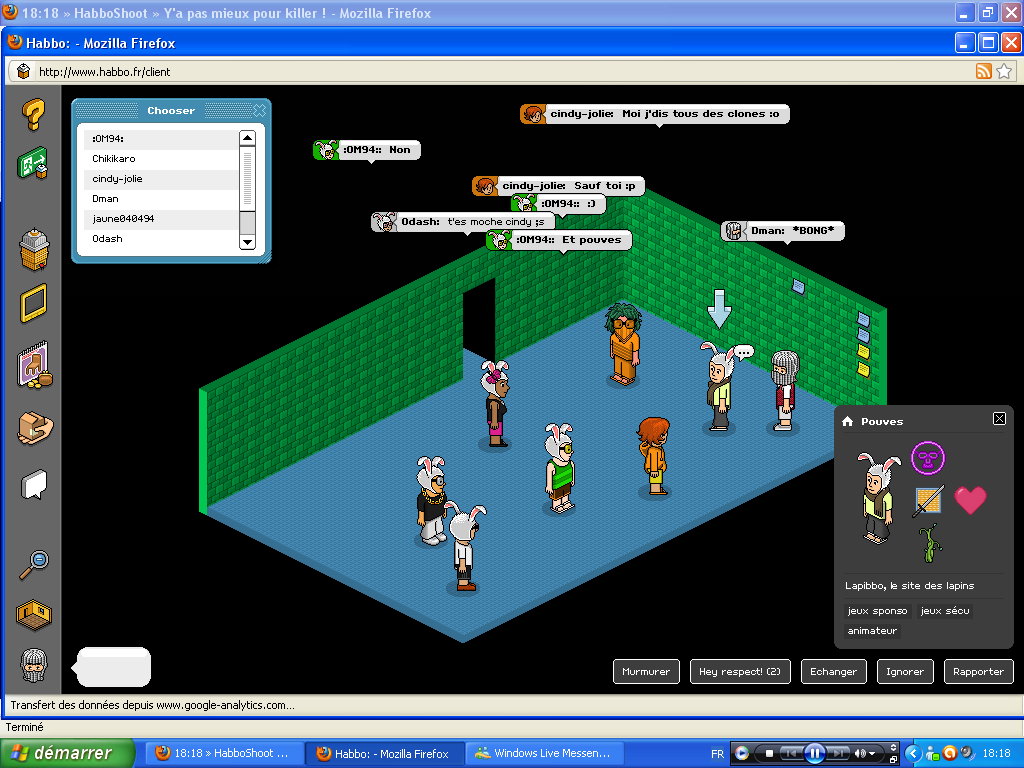 18:18 » HabboShoot » Y'a pas mieux pour killer ! - Mozilla Firefox
Habbo: - Mozilla Firefox
http://www.habbo.fr/client
Chooser
:OM94:
Chikikaro
cindy-jolie
Dman
jaune040494
Odash
cindy-jolie: Moi j'dis tous des clones :o
:OM94:: Non
cindy-jolie: Sauf toi :p
:OM94:: :)
Odash: t'es moche cindy ;s
Dman: *BONG*
:OM94:: Et pouves
...
Pouves
Lapibbo, le site des lapins
jeux sponso jeux sécu
animateur
Murmurer Hey respect! (2) Echanger Ignorer Rapporter
Transfert des données depuis www.google-analytics.com...
Terminé
démarrer 18:18 » HabboShoot ... Habbo: - Mozilla Firefox Windows Live Messen... FR 18:18